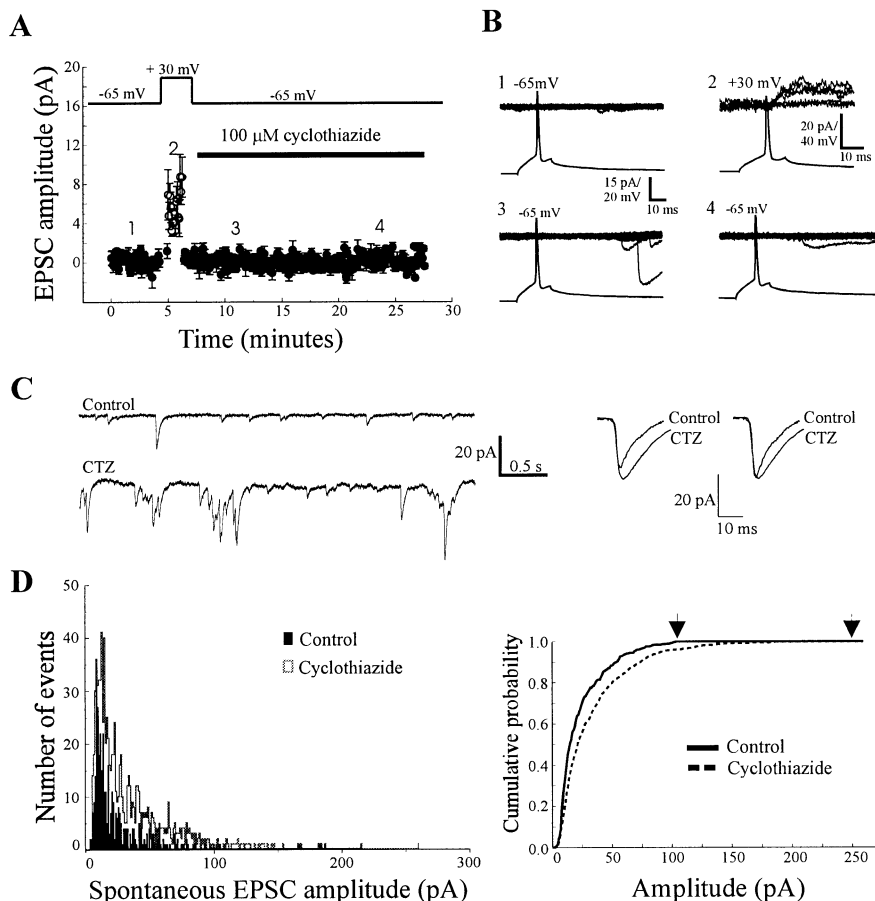 A
EPSC amplitude (pA)
20
16
12
8
4
0
-65 mV
+ 30 mV
-65 mV
100 µM cyclothiazide
1
2
3
4
0 5 10 15 20 25 30
Time (minutes)
B
1 -65mV
2 +30 mV
20 pA/
40 mV
10 ms
15 pA/
20 mV
10 ms
3 -65 mV
4 -65 mV
C
Control
CTZ
20 pA
0.5 s
Control
CTZ
Control
CTZ
20 pA
10 ms
D
Number of events
50
40
30
20
10
0
Control
Cyclothiazide
0 100 200 300
Spontaneous EPSC amplitude (pA)
Cumulative probability
1.0
0.8
0.6
0.4
0.2
0.0
Control
Cyclothiazide
0 50 100 150 200 250
Amplitude (pA)